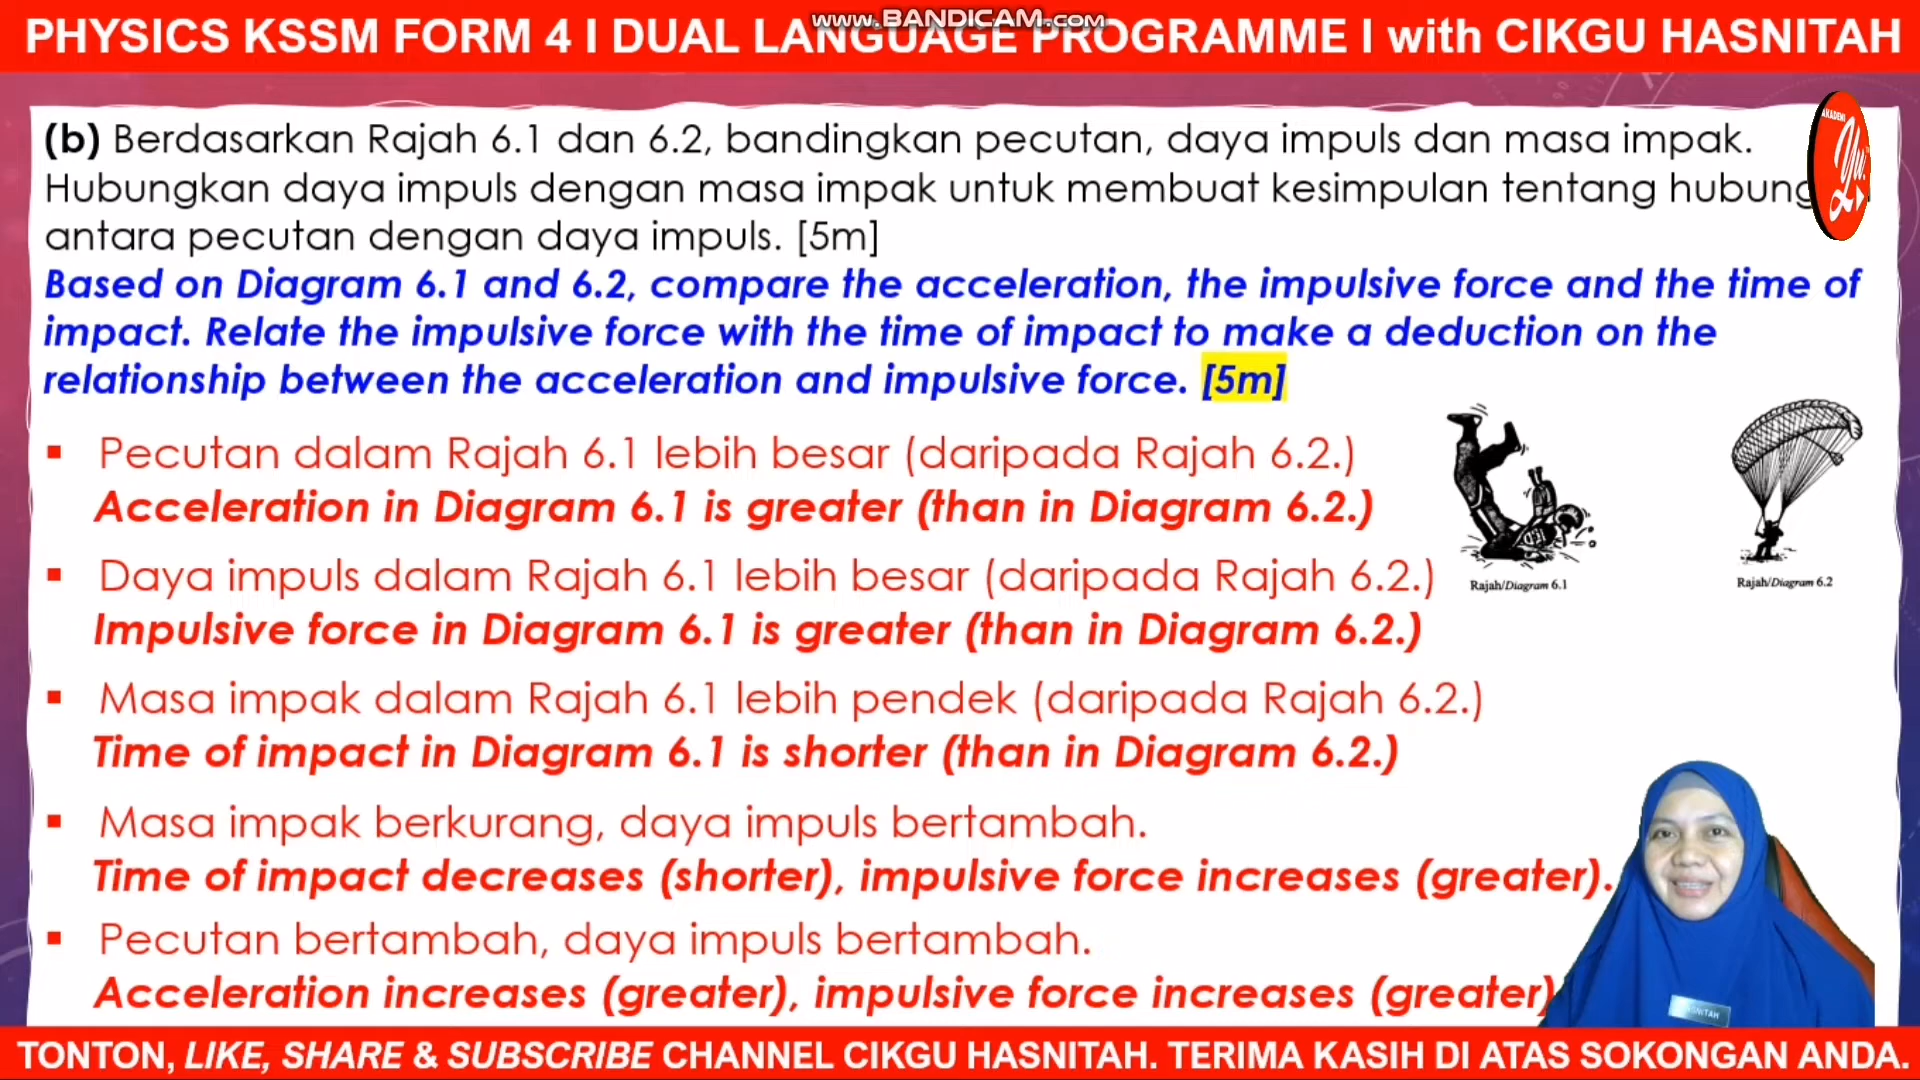 www.BANDICAM.com
PHYSICS KSSM FORM 4 I DUAL LANGUAGE PROGRAMME I with CIKGU HASNITAH
(b) Berdasarkan Rajah 6.1 dan 6.2, bandingkan pecutan, daya impuls dan masa impak.
Hubungkan daya impuls dengan masa impak untuk membuat kesimpulan tentang hubung
antara pecutan dengan daya impuls. [5m]
Based on Diagram 6.1 and 6.2, compare the acceleration, the impulsive force and the time of
impact. Relate the impulsive force with the time of impact to make a deduction on the
relationship between the acceleration and impulsive force. [5m]
▪ Pecutan dalam Rajah 6.1 lebih besar (daripada Rajah 6.2.)
Acceleration in Diagram 6.1 is greater (than in Diagram 6.2.)
▪ Daya impuls dalam Rajah 6.1 lebih besar (daripada Rajah 6.2.)
Impulsive force in Diagram 6.1 is greater (than in Diagram 6.2.)
Rajah/Diagram 6.1
Rajah/Diagram 6.2
▪ Masa impak dalam Rajah 6.1 lebih pendek (daripada Rajah 6.2.)
Time of impact in Diagram 6.1 is shorter (than in Diagram 6.2.)
▪ Masa impak berkurang, daya impuls bertambah.
Time of impact decreases (shorter), impulsive force increases (greater).
▪ Pecutan bertambah, daya impuls bertambah.
Acceleration increases (greater), impulsive force increases (greater)
TONTON, LIKE, SHARE & SUBSCRIBE CHANNEL CIKGU HASNITAH. TERIMA KASIH DI ATAS SOKONGAN ANDA.